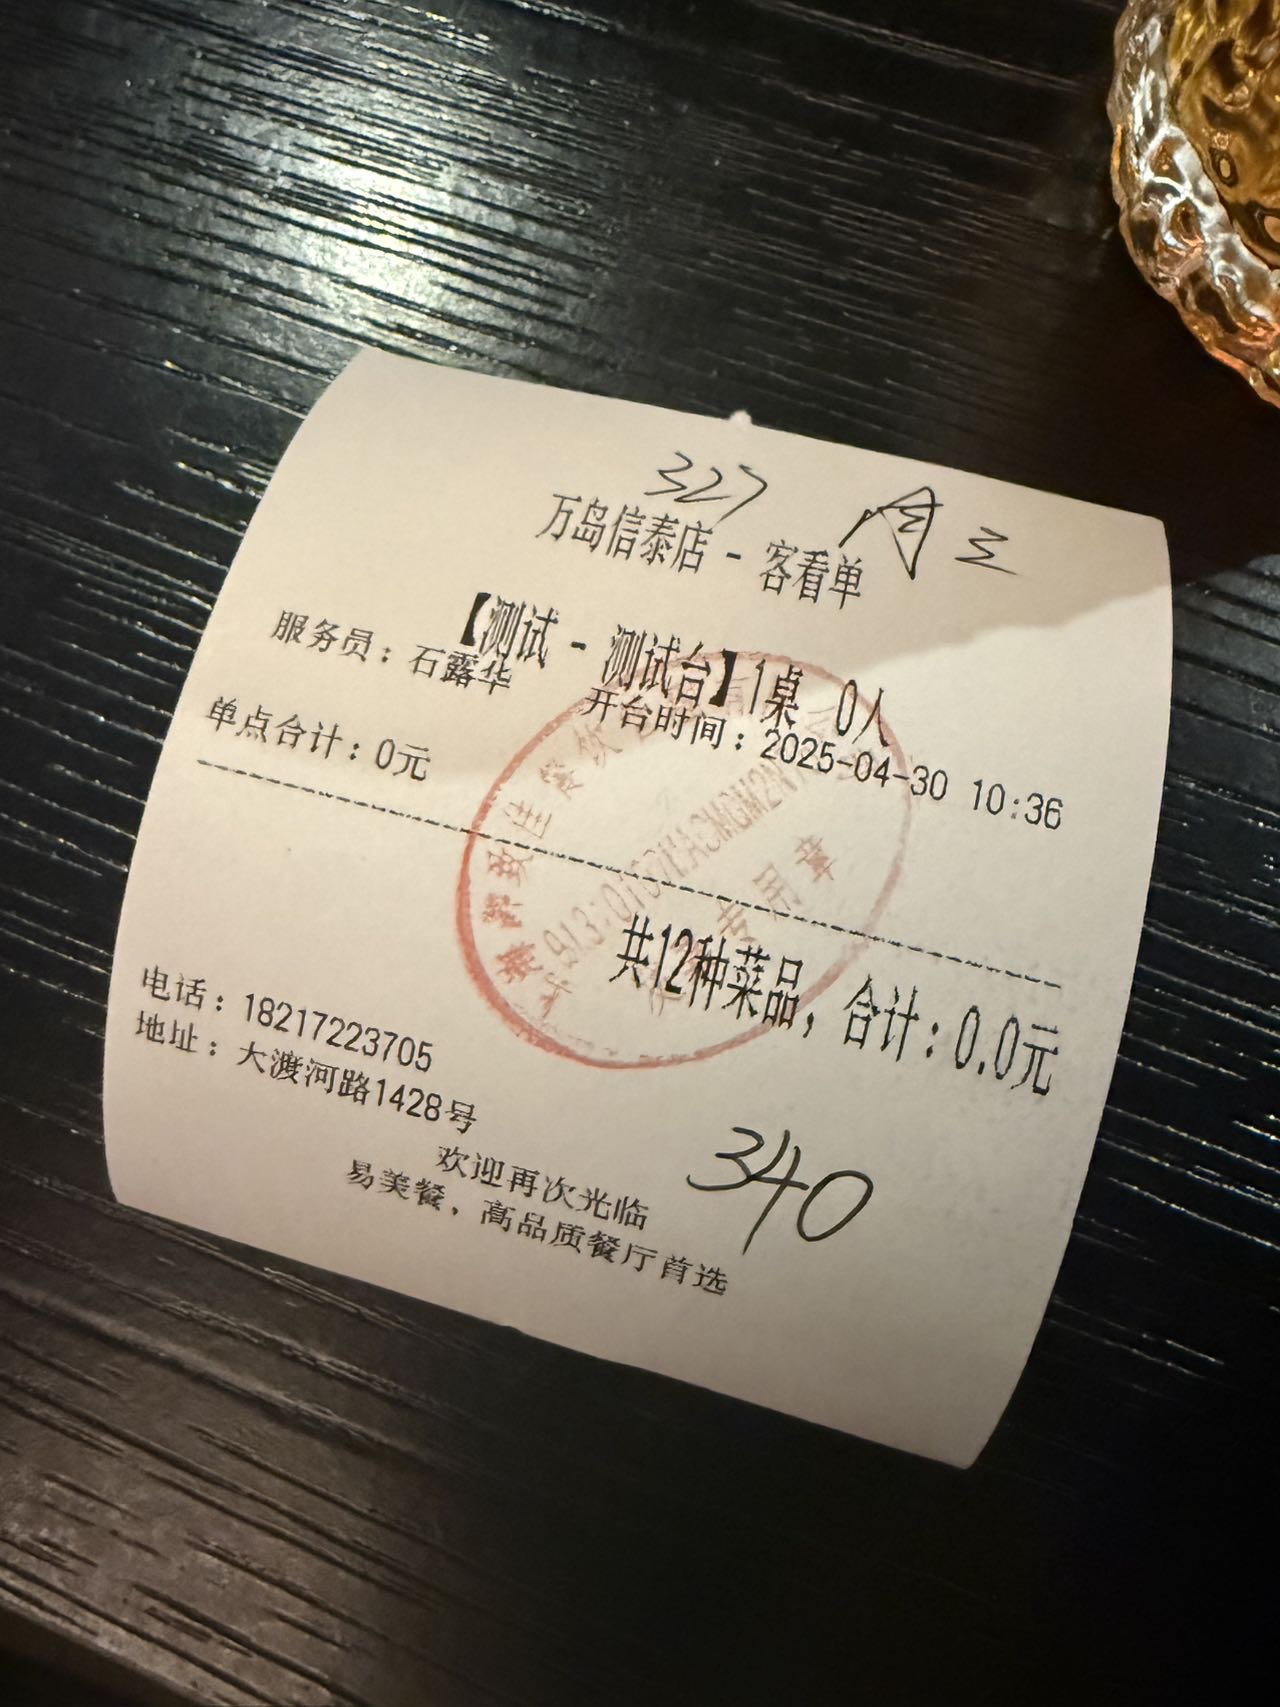 327
万岛信泰店 - 客看单
【测试 - 测试台】1桌 0人
服务员：石露华
开台时间：2025-04-30 10:36
单点合计：0元
共12种菜品，合计：0.0元
电话：18217223705
地址：大渡河路1428号
340
欢迎再次光临
易美餐，高品质餐厅首选
专用章